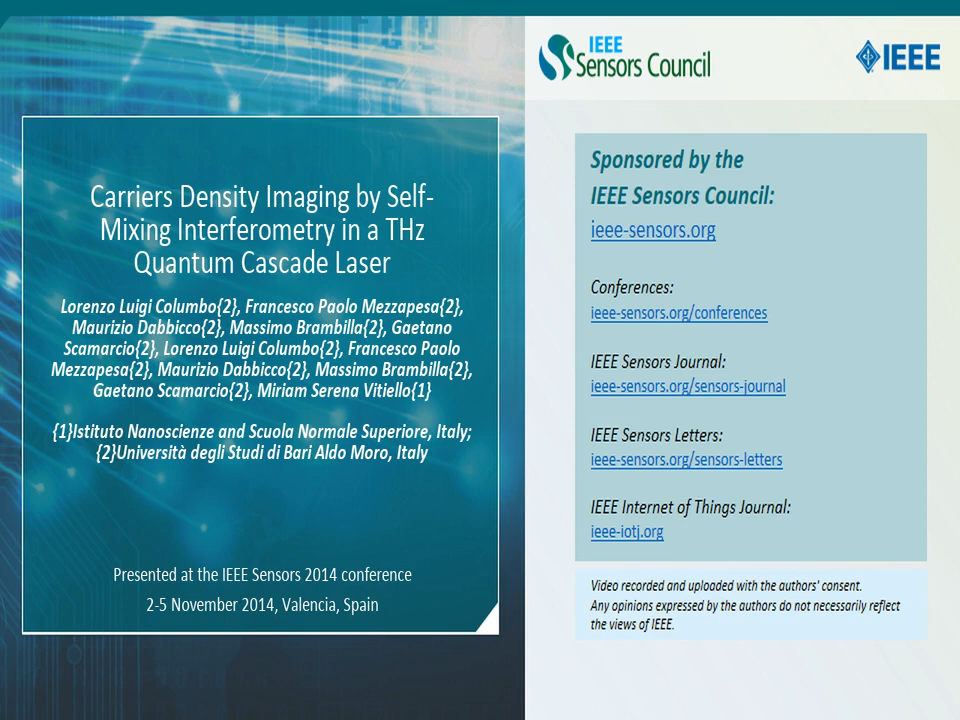 Carriers Density Imaging by Self-
Mixing Interferometry in a THz
Quantum Cascade Laser
Lorenzo Luigi Columbo{2}, Francesco Paolo Mezzapesa{2},
Maurizio Dabbicco{2}, Massimo Brambilla{2}, Gaetano
Scamarcio{2}, Lorenzo Luigi Columbo{2}, Francesco Paolo
Mezzapesa{2}, Maurizio Dabbicco{2}, Massimo Brambilla{2},
Gaetano Scamarcio{2}, Miriam Serena Vitiello{1}
{1}Istituto Nanoscienze and Scuola Normale Superiore, Italy;
{2}Università degli Studi di Bari Aldo Moro, Italy
Presented at the IEEE Sensors 2014 conference
2-5 November 2014, Valencia, Spain
IEEE
Sensors Council
IEEE
Sponsored by the
IEEE Sensors Council:
ieee-sensors.org
Conferences:
ieee-sensors.org/conferences
IEEE Sensors Journal:
ieee-sensors.org/sensors-journal
IEEE Sensors Letters:
ieee-sensors.org/sensors-letters
IEEE Internet of Things Journal:
ieee-iotj.org
Video recorded and uploaded with the authors' consent.
Any opinions expressed by the authors do not necessarily reflect
the views of IEEE.